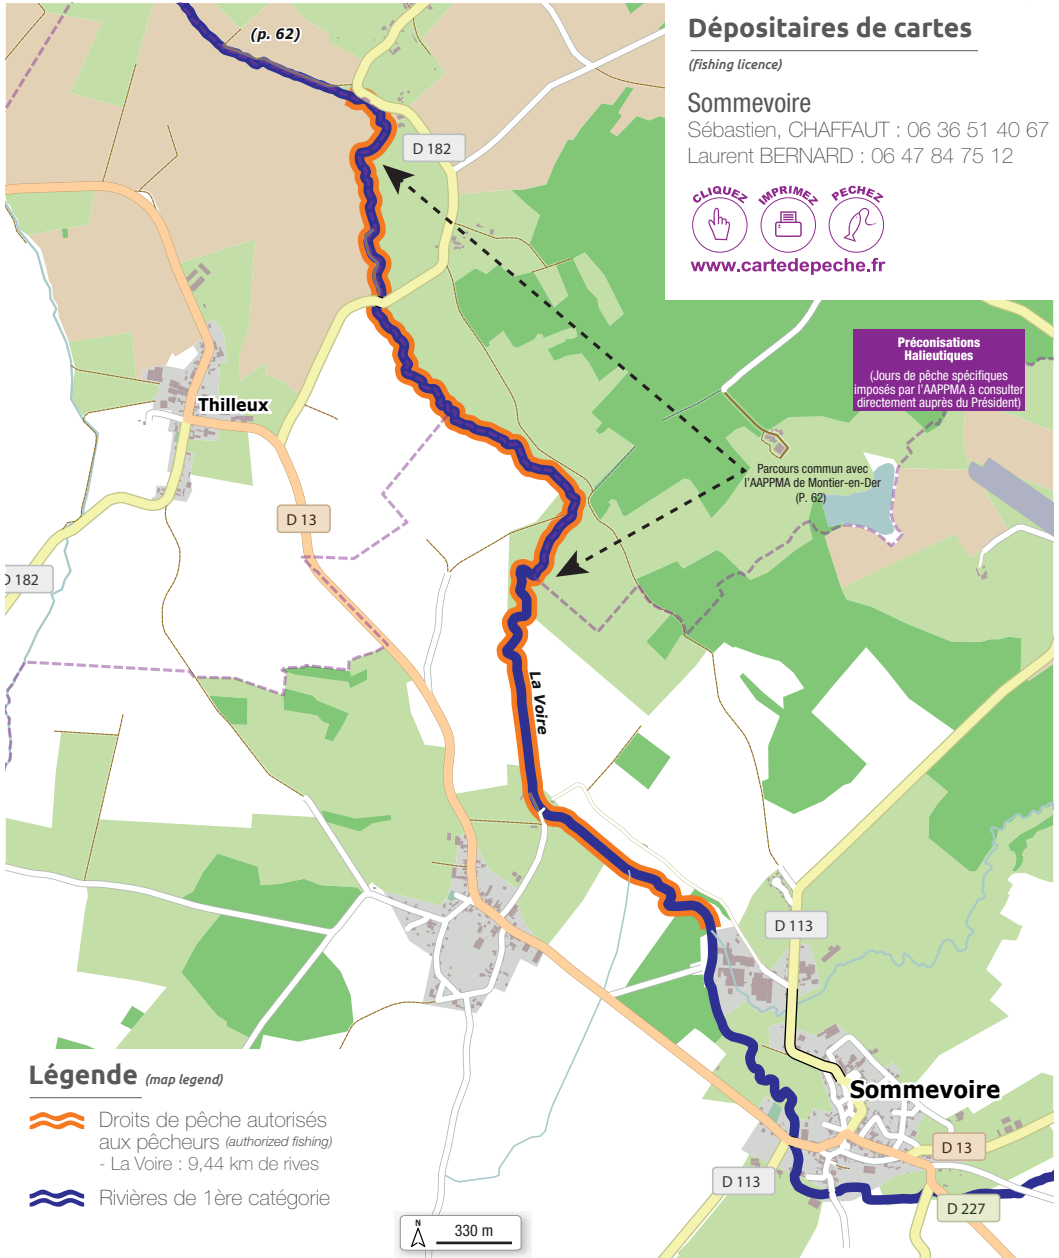 (p. 62)
Dépositaires de cartes
(fishing licence)
Sommevoire
Sébastien, CHAFFAUT : 06 36 51 40 67
Laurent BERNARD : 06 47 84 75 12
CLIQUEZ
IMPRIMEZ
PECHEZ
www.cartedepeche.fr
D 182
Préconisations
Halieutiques
(Jours de pêche spécifiques
imposés par l'AAPPMA à consulter
directement auprès du Président)
Thilleux
Parcours commun avec
l'AAPPMA de Montier-en-Der
(P. 62)
D 13
D 182
La Voire
D 113
Sommevoire
D 13
D 113
D 227
Légende (map legend)
Droits de pêche autorisés
aux pêcheurs (authorized fishing)
- La Voire : 9,44 km de rives
Rivières de 1ère catégorie
N
330 m